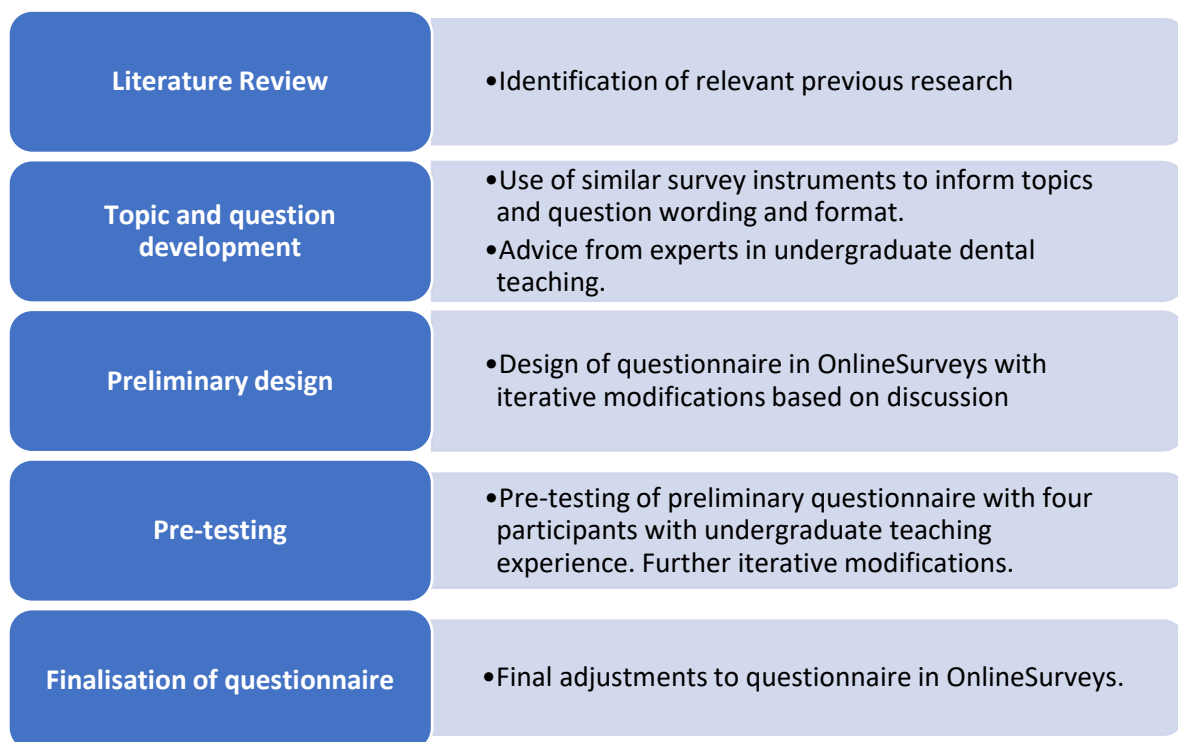 Literature Review
•Identification of relevant previous research
Topic and question
development
•Use of similar survey instruments to inform topics
and question wording and format.
•Advice from experts in undergraduate dental
teaching.
Preliminary design
•Design of questionnaire in OnlineSurveys with
iterative modifications based on discussion
Pre-testing
•Pre-testing of preliminary questionnaire with four
participants with undergraduate teaching
experience. Further iterative modifications.
Finalisation of questionnaire
•Final adjustments to questionnaire in OnlineSurveys.